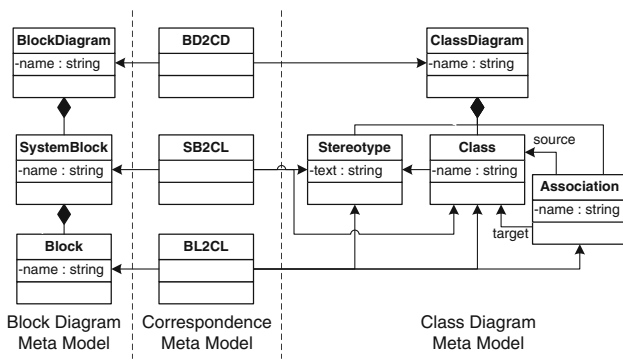 BlockDiagram
-name : string
BD2CD
ClassDiagram
-name : string
SystemBlock
-name : string
SB2CL
Stereotype
-text : string
Class
-name : string
source
Association
-name : string
target
Block
-name : string
BL2CL
Block Diagram
Meta Model
Correspondence
Meta Model
Class Diagram
Meta Model